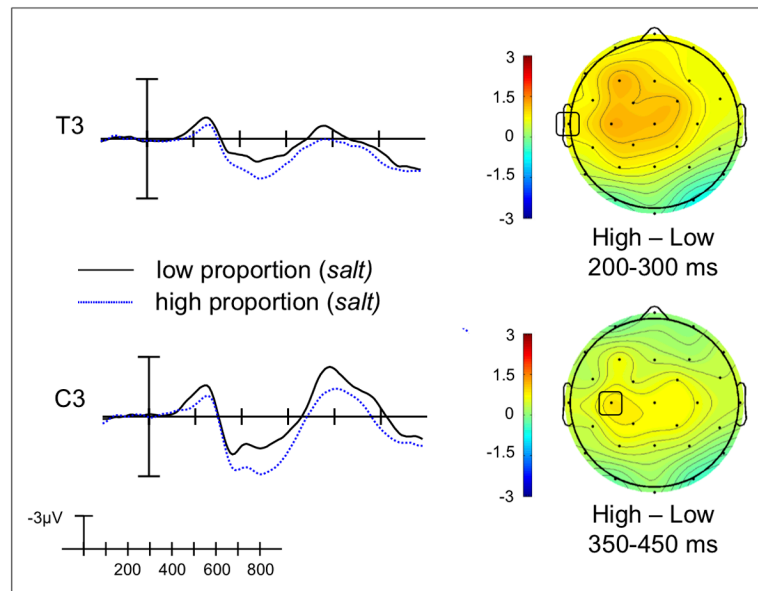 T3
3
1.5
0
-1.5
-3
High – Low
200-300 ms
low proportion (salt)
high proportion (salt)
C3
3
1.5
0
-1.5
-3
High – Low
350-450 ms
-3µV
200 400 600 800